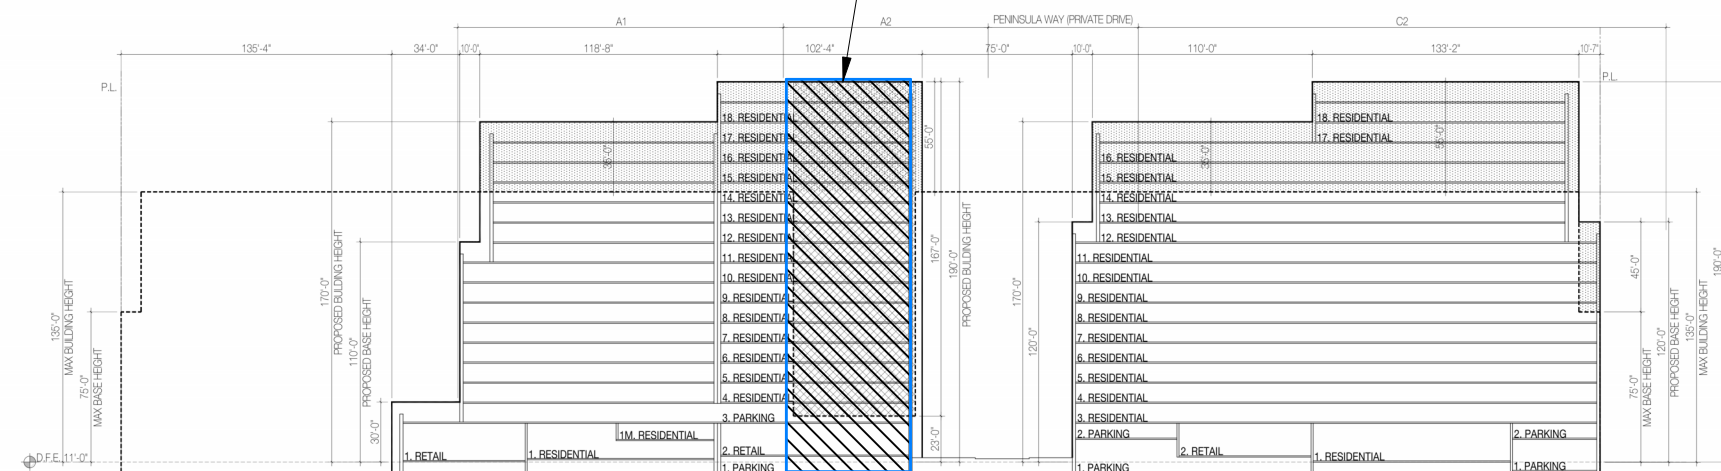 A1
A2
PENINSULA WAY (PRIVATE DRIVE)
C2
135'-4"
34'-0"
10'-0"
118'-8"
102'-4"
75'-0"
10'-0"
110'-0"
133'-2"
10'-7"
P.L.
P.L.
18. RESIDENTIAL
17. RESIDENTIAL
16. RESIDENTIAL
15. RESIDENTIAL
14. RESIDENTIAL
13. RESIDENTIAL
12. RESIDENTIAL
11. RESIDENTIAL
10. RESIDENTIAL
9. RESIDENTIAL
8. RESIDENTIAL
7. RESIDENTIAL
6. RESIDENTIAL
5. RESIDENTIAL
4. RESIDENTIAL
3. PARKING
2. RETAIL
1. PARKING
1M. RESIDENTIAL
1. RETAIL
1. RESIDENTIAL
18. RESIDENTIAL
17. RESIDENTIAL
16. RESIDENTIAL
15. RESIDENTIAL
14. RESIDENTIAL
13. RESIDENTIAL
12. RESIDENTIAL
11. RESIDENTIAL
10. RESIDENTIAL
9. RESIDENTIAL
8. RESIDENTIAL
7. RESIDENTIAL
6. RESIDENTIAL
5. RESIDENTIAL
4. RESIDENTIAL
3. RESIDENTIAL
2. PARKING
2. RETAIL
2. PARKING
1. PARKING
1. RESIDENTIAL
1. PARKING
D.F.E. 11'-0"
135'-0"
MAX BUILDING HEIGHT
75'-0"
MAX BASE HEIGHT
170'-0"
PROPOSED BUILDING HEIGHT
110'-0"
PROPOSED BASE HEIGHT
30'-0"
35'-0"
55'-0"
167'-0"
190'-0"
PROPOSED BUILDING HEIGHT
23'-0"
170'-0"
120'-0"
35'-0"
55'-0"
45'-0"
75'-0"
MAX BASE HEIGHT
120'-0"
PROPOSED BASE HEIGHT
135'-0"
MAX BUILDING HEIGHT
190'-0"